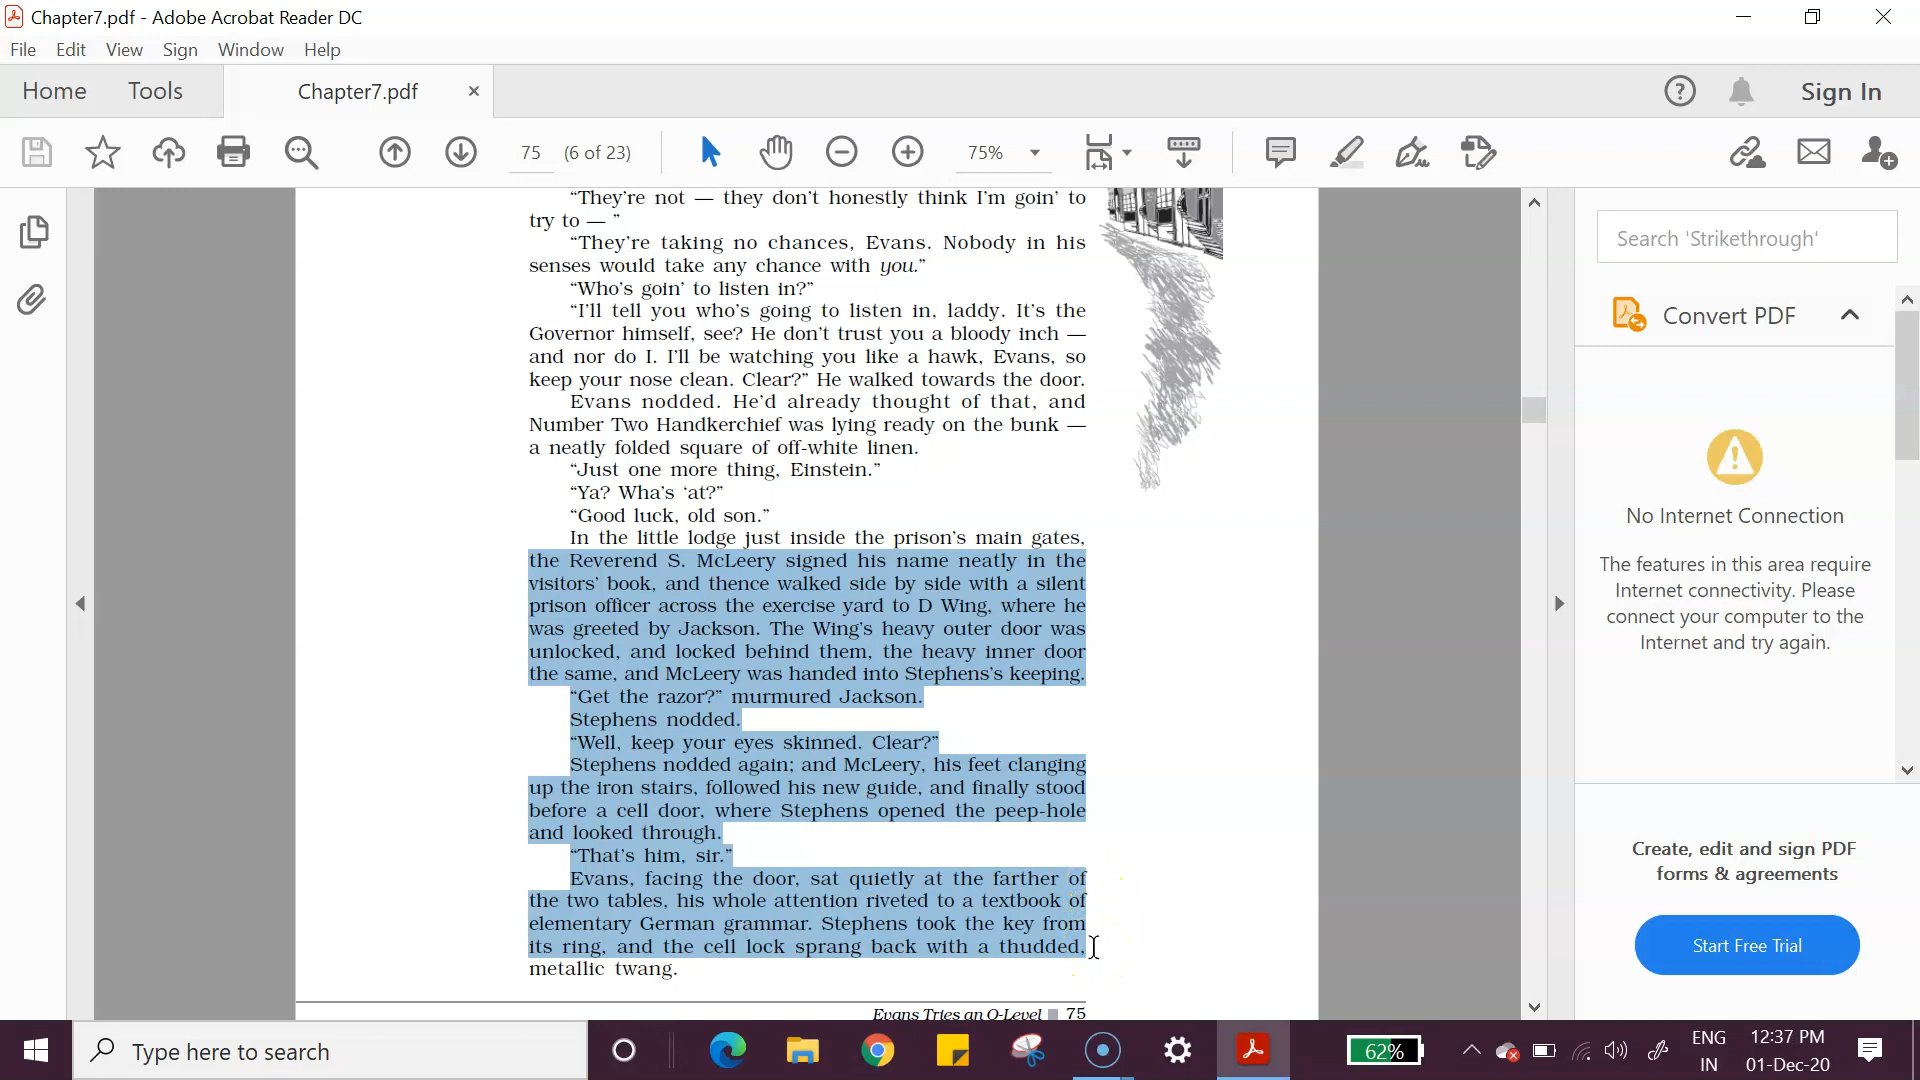 Chapter7.pdf - Adobe Acrobat Reader DC
File Edit View Sign Window Help
Home Tools Chapter7.pdf × Sign In
75 (6 of 23) 75%
“They’re not — they don’t honestly think I’m goin’ to
try to — ”
“They’re taking no chances, Evans. Nobody in his
senses would take any chance with you.”
“Who’s goin’ to listen in?”
“I’ll tell you who’s going to listen in, laddy. It’s the
Governor himself, see? He don’t trust you a bloody inch —
and nor do I. I’ll be watching you like a hawk, Evans, so
keep your nose clean. Clear?” He walked towards the door.
Evans nodded. He’d already thought of that, and
Number Two Handkerchief was lying ready on the bunk —
a neatly folded square of off-white linen.
“Just one more thing, Einstein.”
“Ya? Wha’s ‘at?”
“Good luck, old son.”
In the little lodge just inside the prison’s main gates,
the Reverend S. McLeery signed his name neatly in the
visitors’ book, and thence walked side by side with a silent
prison officer across the exercise yard to D Wing, where he
was greeted by Jackson. The Wing’s heavy outer door was
unlocked, and locked behind them, the heavy inner door
the same, and McLeery was handed into Stephens’s keeping.
“Get the razor?” murmured Jackson.
Stephens nodded.
“Well, keep your eyes skinned. Clear?”
Stephens nodded again; and McLeery, his feet clanging
up the iron stairs, followed his new guide, and finally stood
before a cell door, where Stephens opened the peep-hole
and looked through.
“That’s him, sir.”
Evans, facing the door, sat quietly at the farther of
the two tables, his whole attention riveted to a textbook of
elementary German grammar. Stephens took the key from
its ring, and the cell lock sprang back with a thudded,
metallic twang.
Evans Tries an O-Level 75
Search 'Strikethrough'
Convert PDF
No Internet Connection
The features in this area require
Internet connectivity. Please
connect your computer to the
Internet and try again.
Create, edit and sign PDF
forms & agreements
Start Free Trial
Type here to search
62%
ENG
IN
12:37 PM
01-Dec-20